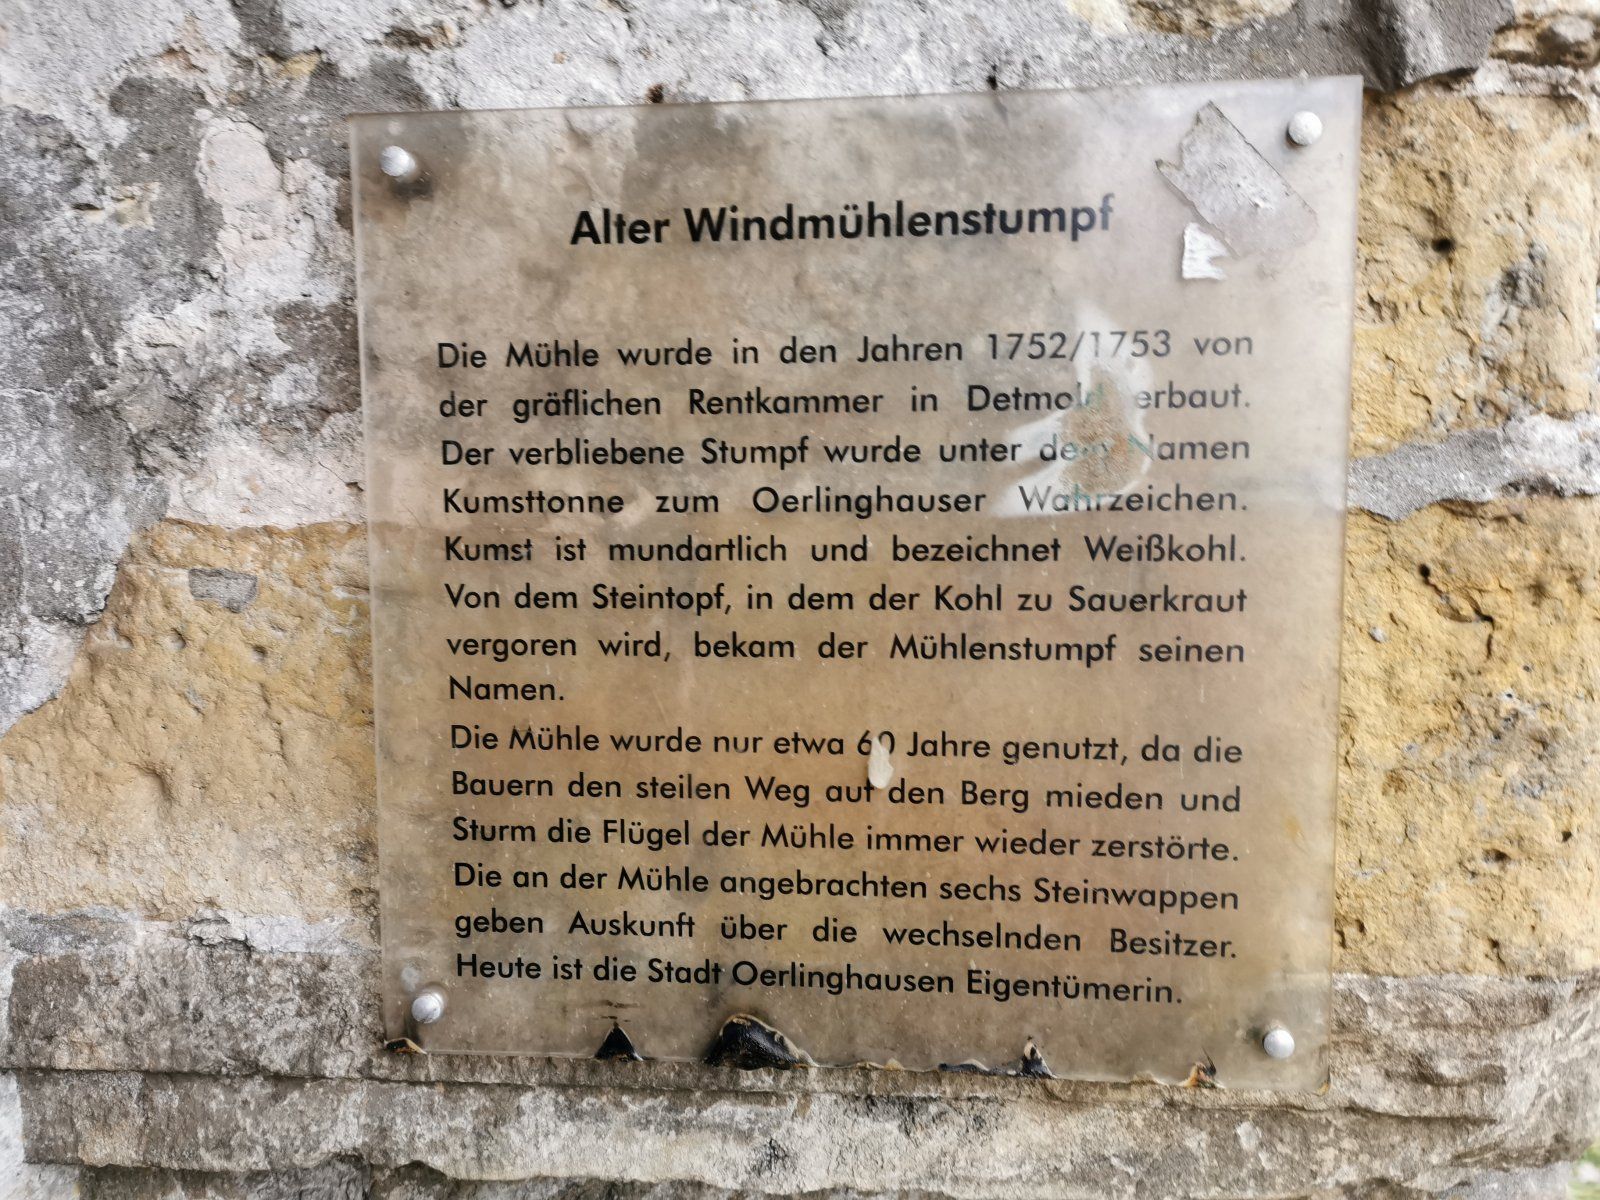 Alter Windmühlenstumpf
Die Mühle wurde in den Jahren 1752/1753 von
der gräflichen Rentkammer in Detmold erbaut.
Der verbliebene Stumpf wurde unter dem Namen
Kumsttonne zum Oerlinghauser Wahrzeichen.
Kumst ist mundartlich und bezeichnet Weißkohl.
Von dem Steintopf, in dem der Kohl zu Sauerkraut
vergoren wird, bekam der Mühlenstumpf seinen
Namen.
Die Mühle wurde nur etwa 60 Jahre genutzt, da die
Bauern den steilen Weg auf den Berg mieden und
Sturm die Flügel der Mühle immer wieder zerstörte.
Die an der Mühle angebrachten sechs Steinwappen
geben Auskunft über die wechselnden Besitzer.
Heute ist die Stadt Oerlinghausen Eigentümerin.